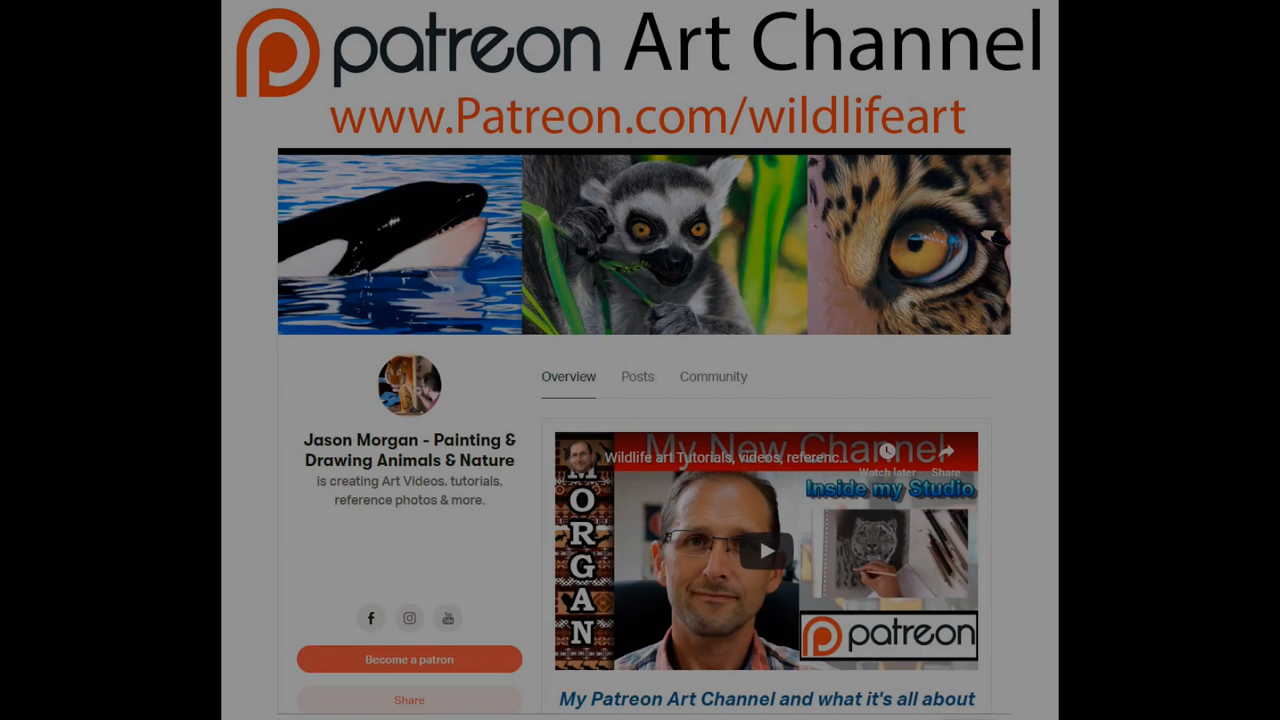 patreon Art Channel
www.Patreon.com/wildlifeart
Overview Posts Community
Jason Morgan - Painting &
Drawing Animals & Nature
is creating Art Videos, tutorials,
reference photos & more.
Become a patron
Share
My New Channel
Wildlife art Tutorials, videos, referenc...
Watch later Share
MORGAN
Inside my Studio
patreon
My Patreon Art Channel and what it's all about